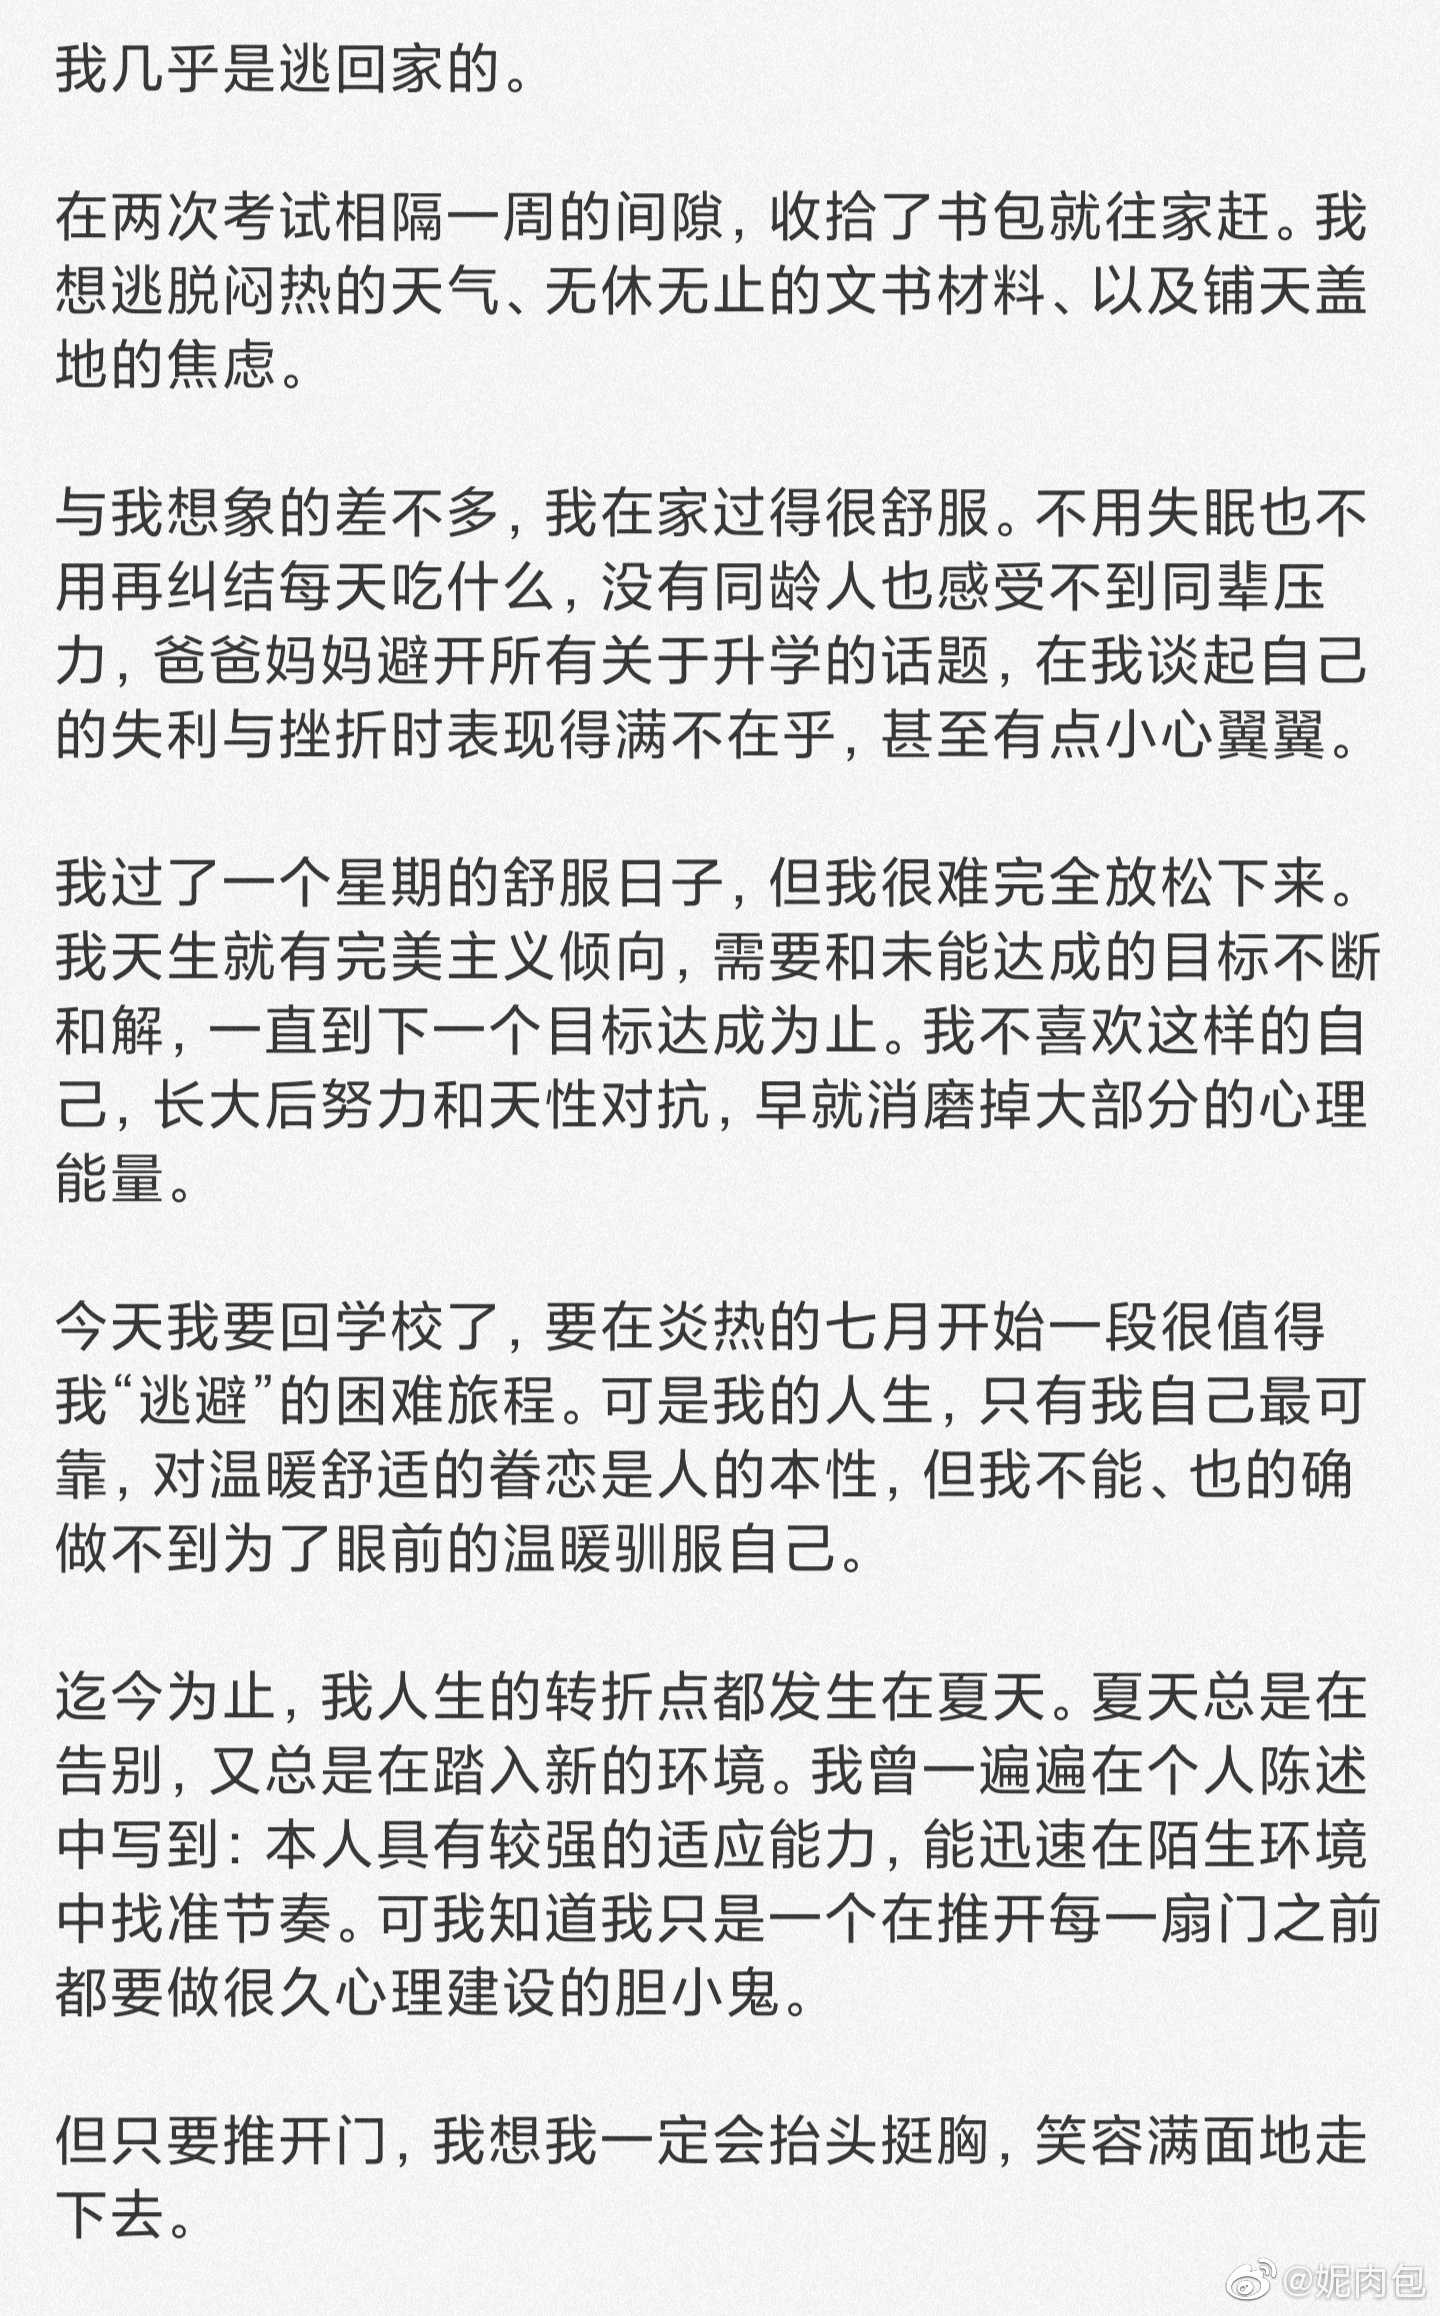 我几乎是逃回家的。
在两次考试相隔一周的间隙，收拾了书包就往家赶。我
想逃脱闷热的天气、无休无止的文书材料、以及铺天盖
地的焦虑。
与我想象的差不多，我在家过得很舒服。不用失眠也不
用再纠结每天吃什么，没有同龄人也感受不到同辈压
力，爸爸妈妈避开所有关于升学的话题，在我谈起自己
的失利与挫折时表现得满不在乎，甚至有点小心翼翼。
我过了一个星期的舒服日子，但我很难完全放松下来。
我天生就有完美主义倾向，需要和未能达成的目标不断
和解，一直到下一个目标达成为止。我不喜欢这样的自
己，长大后努力和天性对抗，早就消磨掉大部分的心理
能量。
今天我要回学校了，要在炎热的七月开始一段很值得
我“逃避”的困难旅程。可是我的人生，只有我自己最可
靠，对温暖舒适的眷恋是人的本性，但我不能、也的确
做不到为了眼前的温暖驯服自己。
迄今为止，我人生的转折点都发生在夏天。夏天总是在
告别，又总是在踏入新的环境。我曾一遍遍在个人陈述
中写到：本人具有较强的适应能力，能迅速在陌生环境
中找准节奏。可我知道我只是一个在推开每一扇门之前
都要做很久心理建设的胆小鬼。
但只要推开门，我想我一定会抬头挺胸，笑容满面地走
下去。
@妮肉包